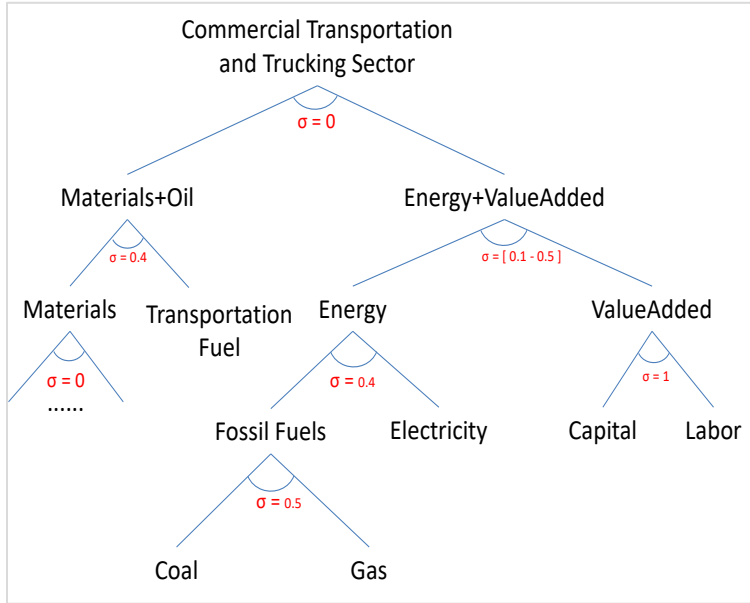 Commercial Transportation
and Trucking Sector
σ = 0
Materials+Oil
Energy+ValueAdded
σ = 0.4
σ = [ 0.1 - 0.5 ]
Materials
Transportation
Fuel
Energy
ValueAdded
σ = 0
σ = 0.4
σ = 1
......
Fossil Fuels
Electricity
Capital
Labor
σ = 0.5
Coal
Gas